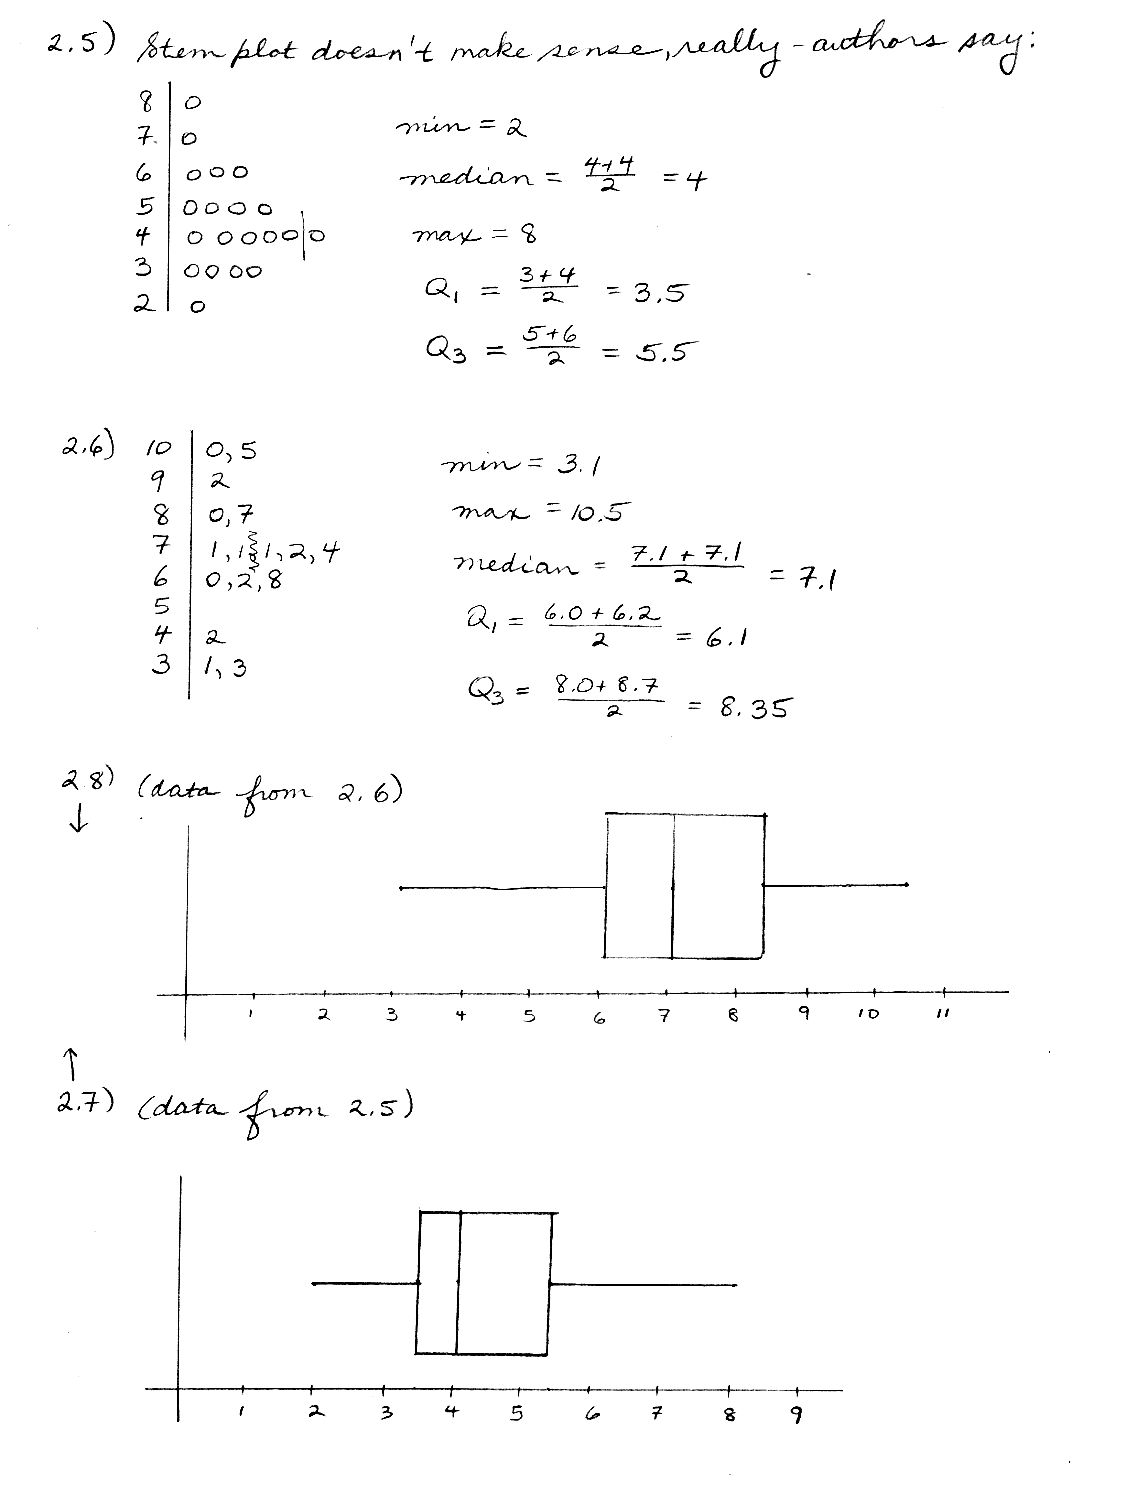 2.5) Stem plot doesn't make sense, really - authors say:
8 | 0
7. | 0
6 | 000
5 | 0000
4 | 00000|0
3 | 0000
2 | 0
min = 2
median = 4+4/2 = 4
max = 8
Q1 = 3+4/2 = 3.5
Q3 = 5+6/2 = 5.5
2.6) 10 | 0, 5
9 | 2
8 | 0, 7
7 | 1, 1 1, 2, 4
6 | 0, 2, 8
5 |
4 | 2
3 | 1, 3
min = 3.1
max = 10.5
median = 7.1 + 7.1/2 = 7.1
Q1 = 6.0 + 6.2/2 = 6.1
Q3 = 8.0 + 8.7/2 = 8.35
2.8) (data from 2.6)
↓
1 2 3 4 5 6 7 8 9 10 11
↑
2.7) (data from 2.5)
1 2 3 4 5 6 7 8 9